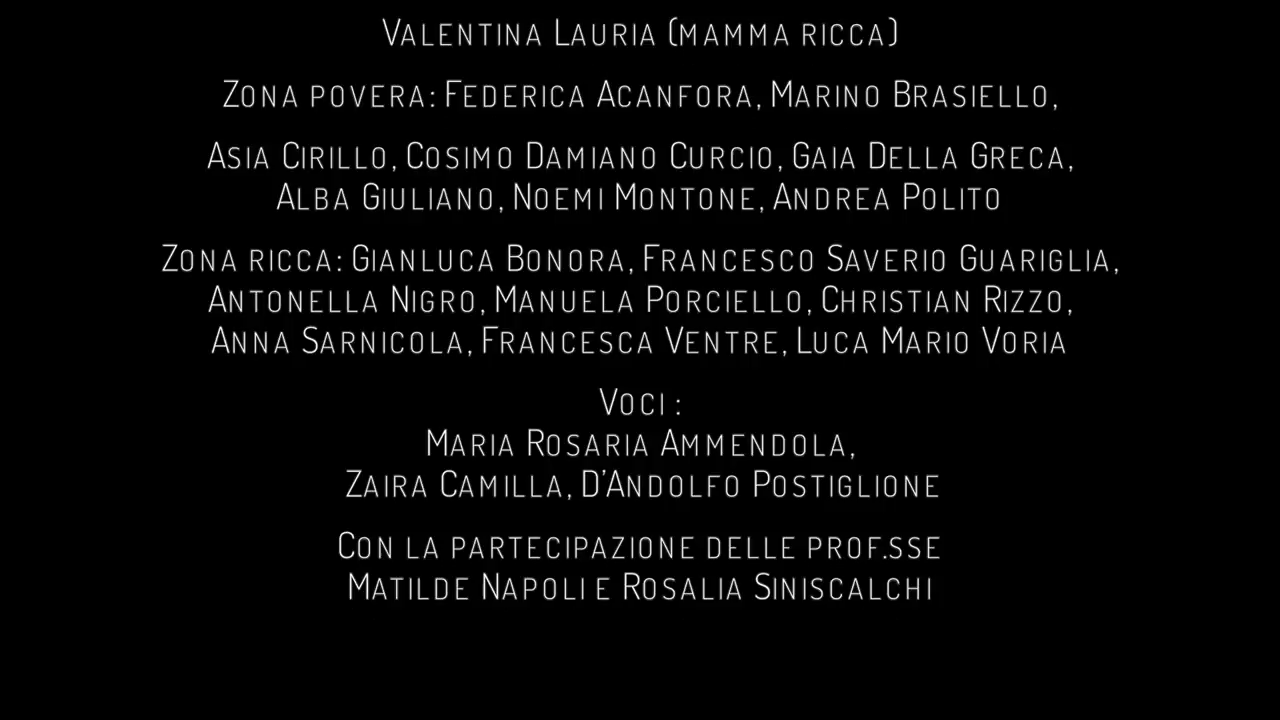 Valentina Lauria (mamma ricca)
Zona povera: Federica Acanfora, Marino Brasiello,
Asia Cirillo, Cosimo Damiano Curcio, Gaia Della Greca,
Alba Giuliano, Noemi Montone, Andrea Polito
Zona ricca: Gianluca Bonora, Francesco Saverio Guariglia,
Antonella Nigro, Manuela Porciello, Christian Rizzo,
Anna Sarnicola, Francesca Ventre, Luca Mario Voria
Voci :
Maria Rosaria Ammendola,
Zaira Camilla, D'Andolfo Postiglione
Con la partecipazione delle prof.sse
Matilde Napoli e Rosalia Siniscalchi